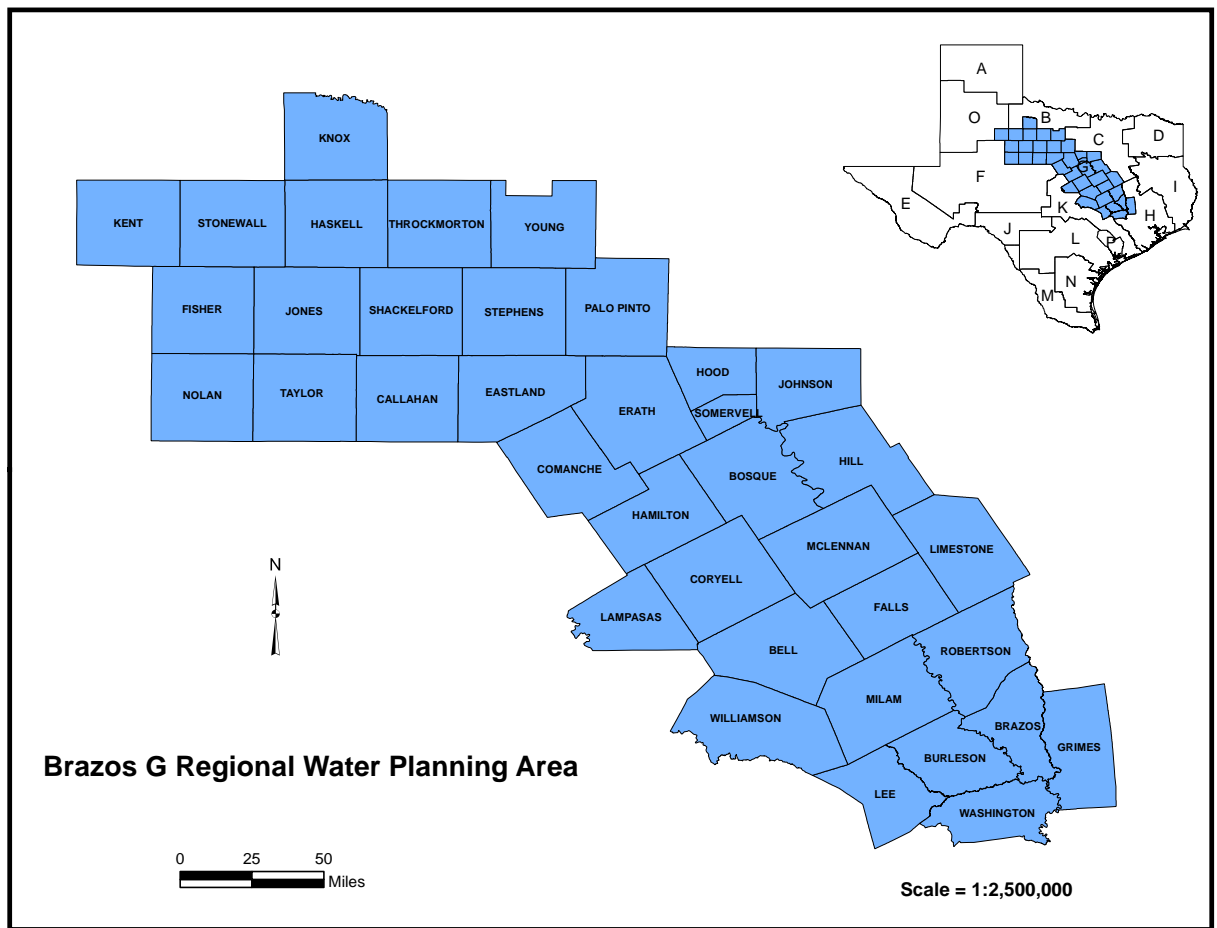 KNOX
KENT
STONEWALL
HASKELL
THROCKMORTON
YOUNG
FISHER
JONES
SHACKELFORD
STEPHENS
PALO PINTO
NOLAN
TAYLOR
CALLAHAN
EASTLAND
ERATH
HOOD
JOHNSON
SOMERVELL
COMANCHE
BOSQUE
HILL
HAMILTON
MCLENNAN
LIMESTONE
CORYELL
LAMPASAS
FALLS
BELL
ROBERTSON
MILAM
WILLIAMSON
BRAZOS
GRIMES
BURLESON
LEE
WASHINGTON
A
O
B
C
D
G
F
I
E
K
H
J
L
P
N
M
N
Brazos G Regional Water Planning Area
0 25 50
Miles
Scale = 1:2,500,000